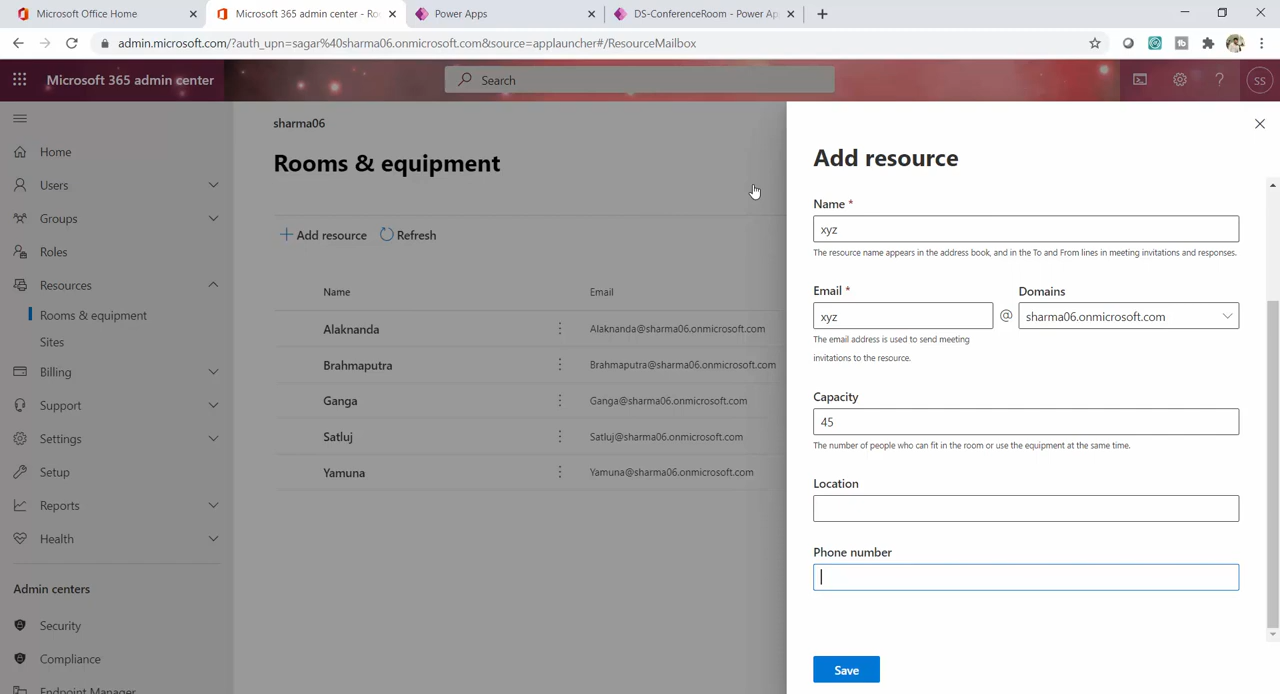 Microsoft Office Home
Microsoft 365 admin center - Ro
Power Apps
DS-ConferenceRoom - Power Ap
admin.microsoft.com/?auth_upn=sagar%40sharma06.onmicrosoft.com&source=applauncher#/ResourceMailbox
Microsoft 365 admin center
Search
SS
Home
Users
Groups
Roles
Resources
Rooms & equipment
Sites
Billing
Support
Settings
Setup
Reports
Health
Admin centers
Security
Compliance
Endpoint Manager
sharma06
Rooms & equipment
Add resource
Refresh
Name
Email
Alaknanda
Alaknanda@sharma06.onmicrosoft.com
Brahmaputra
Brahmaputra@sharma06.onmicrosoft.com
Ganga
Ganga@sharma06.onmicrosoft.com
Satluj
Satluj@sharma06.onmicrosoft.com
Yamuna
Yamuna@sharma06.onmicrosoft.com
Add resource
Name *
xyz
The resource name appears in the address book, and in the To and From lines in meeting invitations and responses.
Email *
Domains
xyz
@
sharma06.onmicrosoft.com
The email address is used to send meeting
invitations to the resource.
Capacity
45
The number of people who can fit in the room or use the equipment at the same time.
Location
Phone number
Save